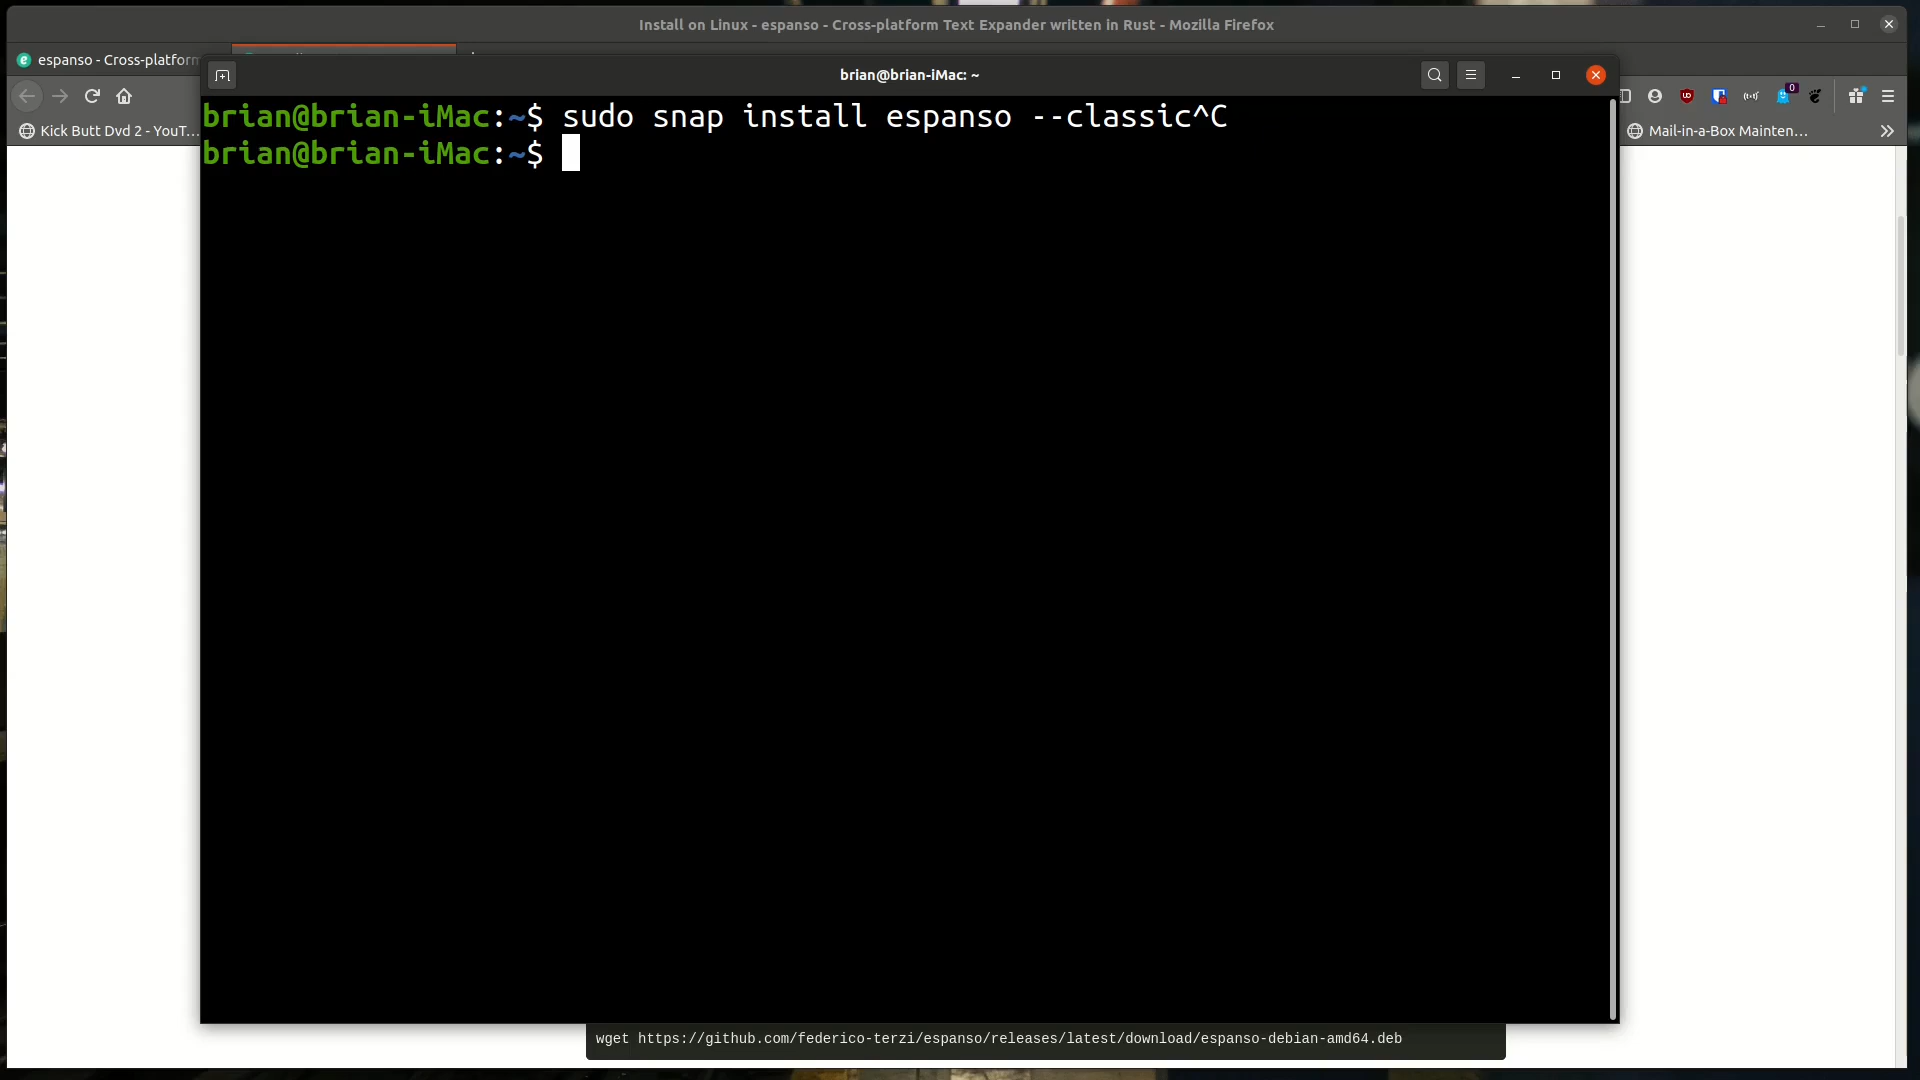 Install on Linux - espanso - Cross-platform Text Expander written in Rust - Mozilla Firefox
espanso - Cross-platform
brian@brian-iMac: ~
0
Kick Butt Dvd 2 - YouT…
Mail-in-a-Box Mainten…
brian@brian-iMac:~$ sudo snap install espanso --classic^C
brian@brian-iMac:~$
wget https://github.com/federico-terzi/espanso/releases/latest/download/espanso-debian-amd64.deb